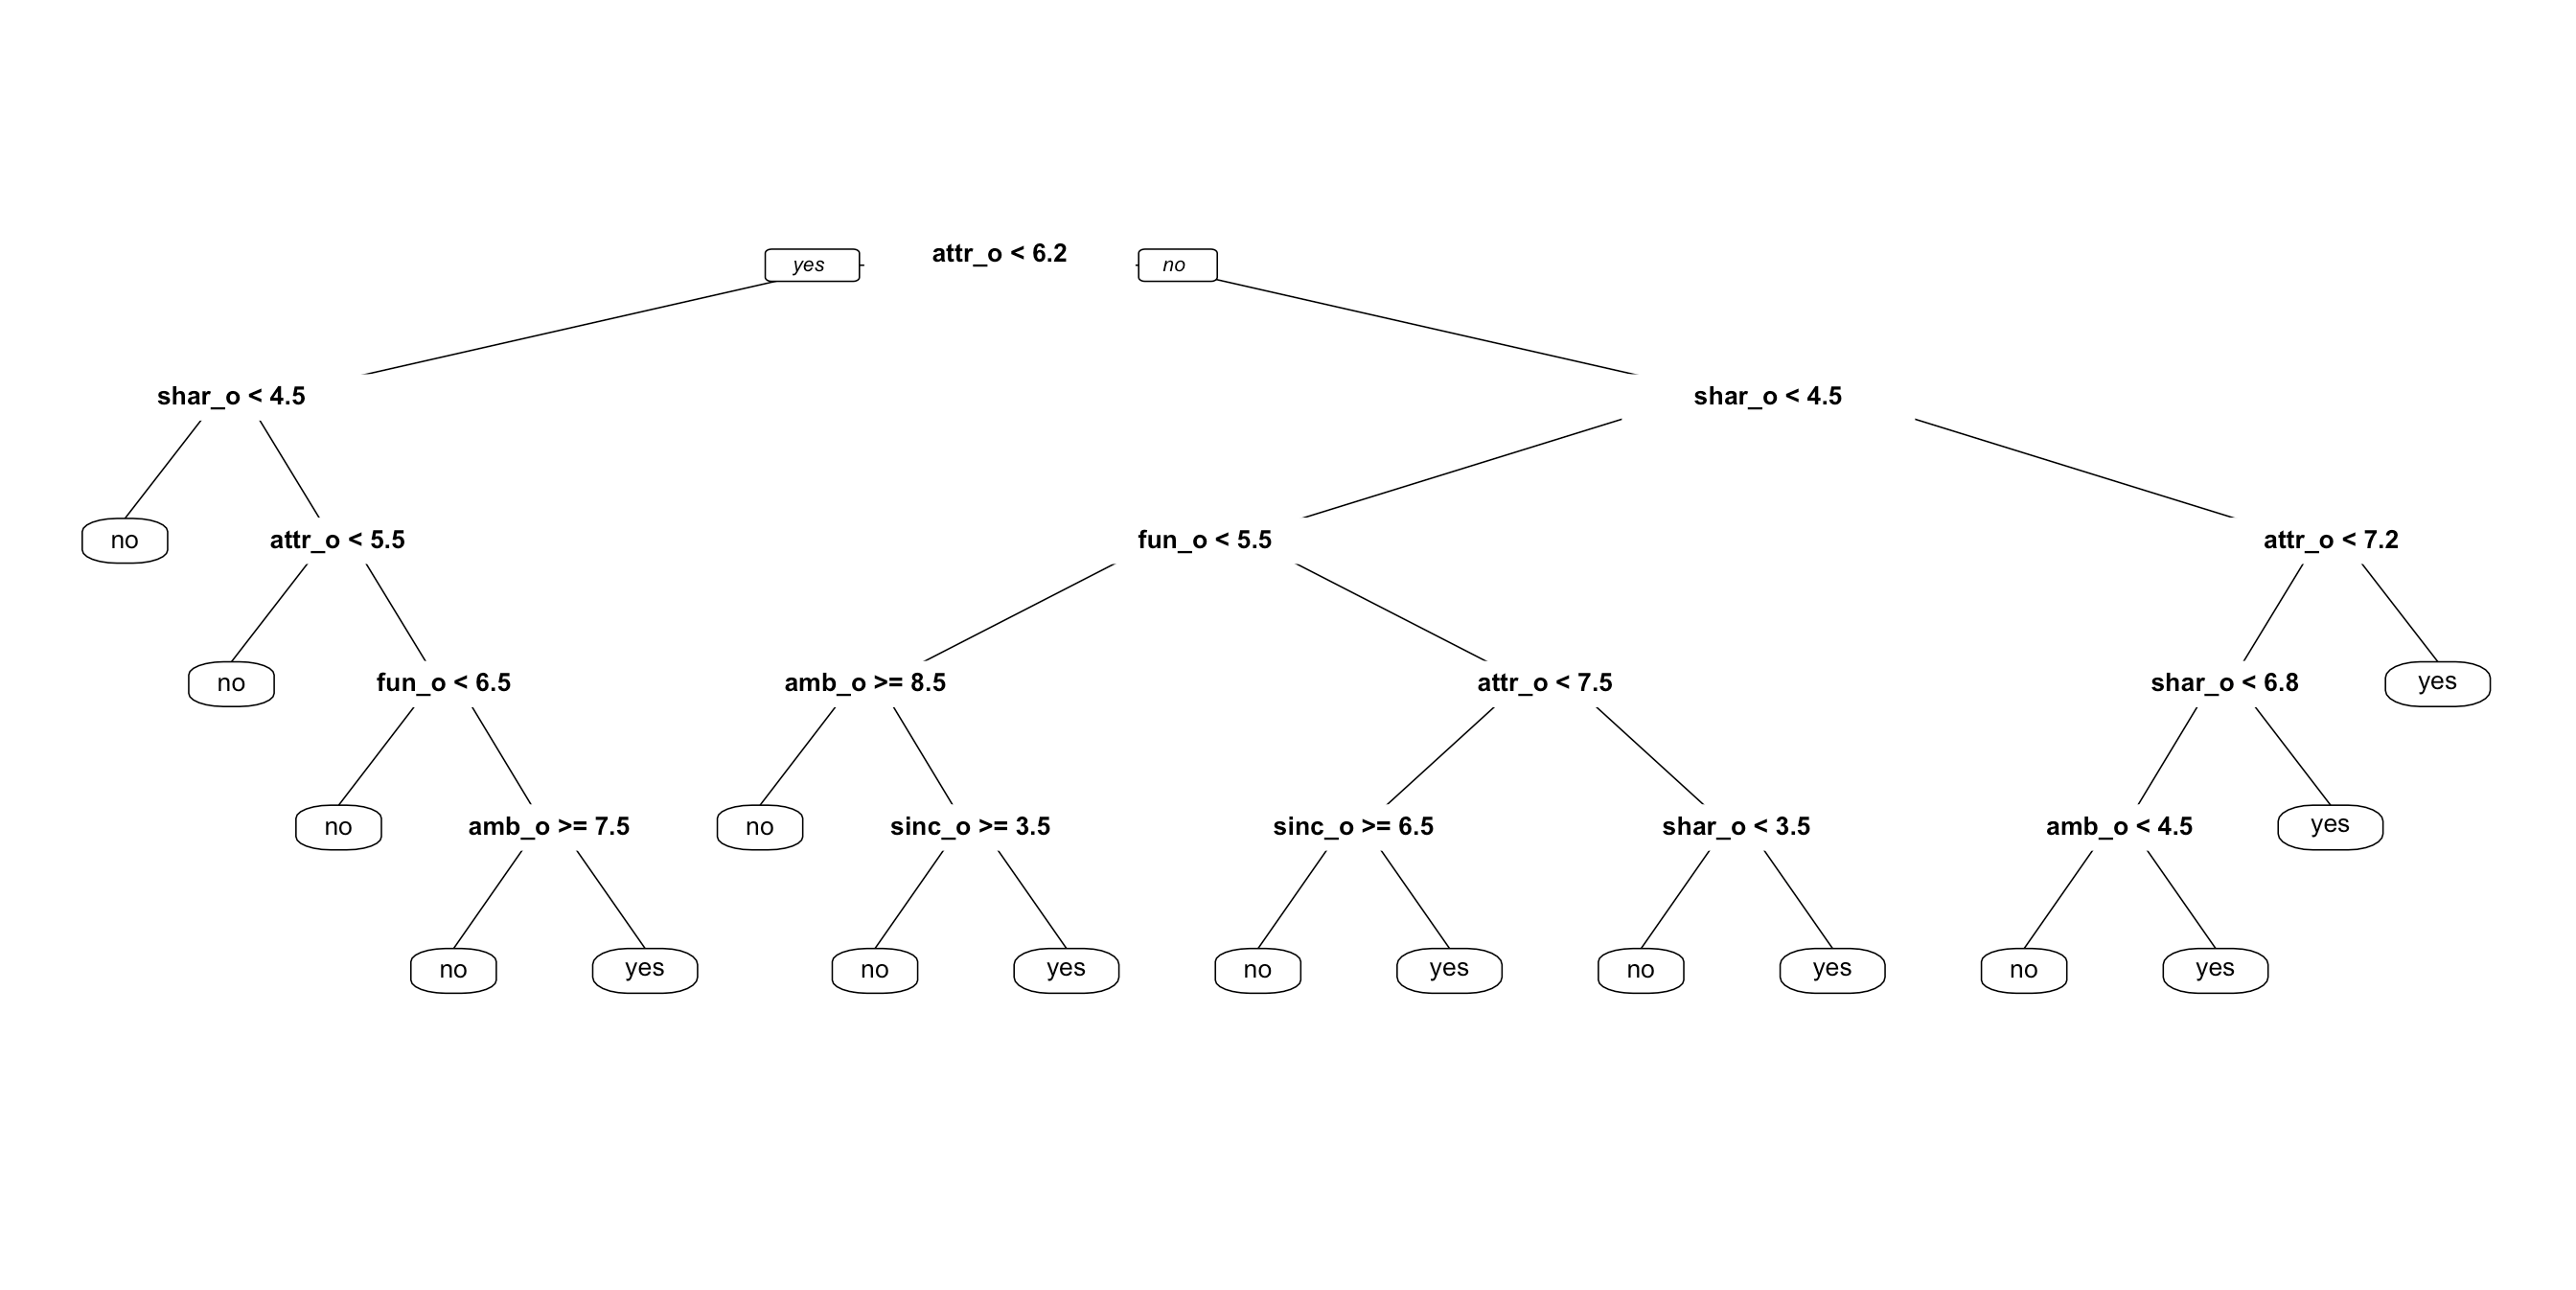 attr_o < 6.2
yes
no
shar_o < 4.5
shar_o < 4.5
no
attr_o < 5.5
fun_o < 5.5
attr_o < 7.2
no
fun_o < 6.5
amb_o >= 8.5
attr_o < 7.5
shar_o < 6.8
yes
no
amb_o >= 7.5
no
sinc_o >= 3.5
sinc_o >= 6.5
shar_o < 3.5
amb_o < 4.5
yes
no
yes
no
yes
no
yes
no
yes
no
yes